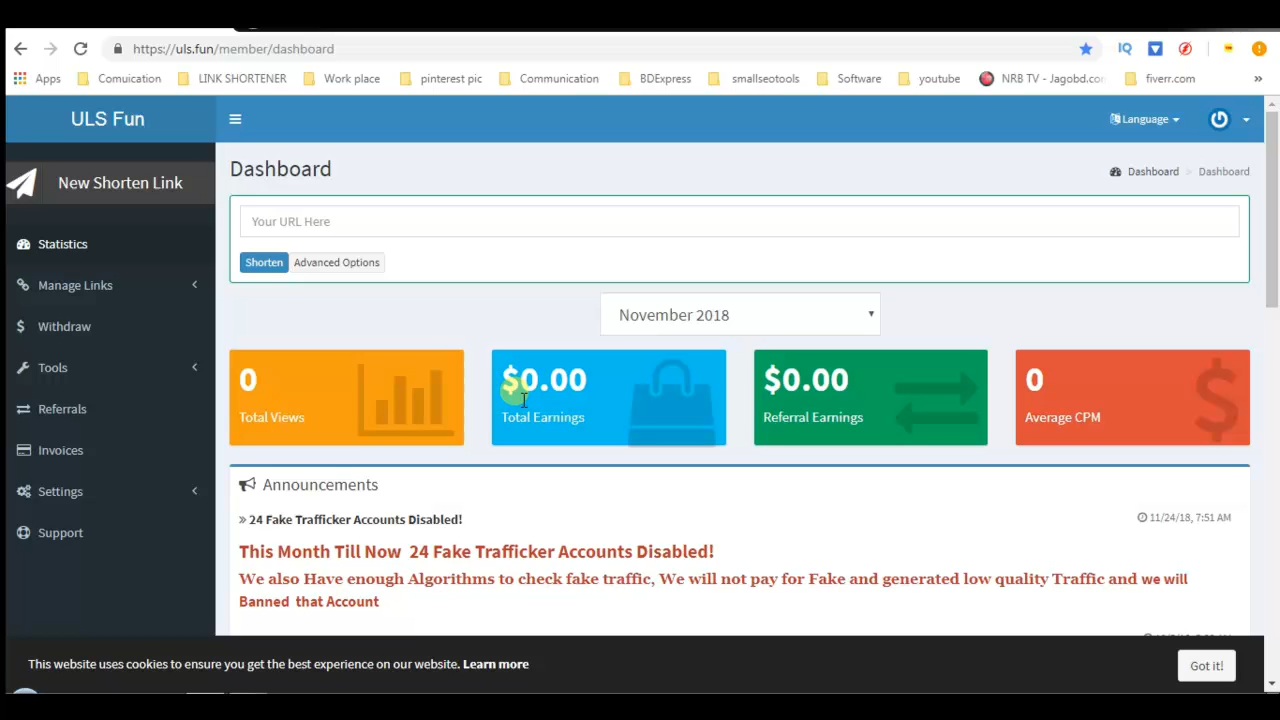 https://uls.fun/member/dashboard
IQ
Apps
Comuication
LINK SHORTENER
Work place
pinterest pic
Communication
BDExpress
smallseotools
Software
youtube
NRB TV - Jagobd.co
fiverr.com
»
ULS Fun
Language
New Shorten Link
Statistics
Manage Links
Withdraw
Tools
Referrals
Invoices
Settings
Support
Dashboard
Dashboard > Dashboard
Your URL Here
Shorten
Advanced Options
November 2018
0
Total Views
$0.00
Total Earnings
$0.00
Referral Earnings
0
Average CPM
Announcements
» 24 Fake Trafficker Accounts Disabled!
11/24/18, 7:51 AM
This Month Till Now 24 Fake Trafficker Accounts Disabled!
We also Have enough Algorithms to check fake traffic, We will not pay for Fake and generated low quality Traffic and we will
Banned that Account
This website uses cookies to ensure you get the best experience on our website. Learn more
Got it!